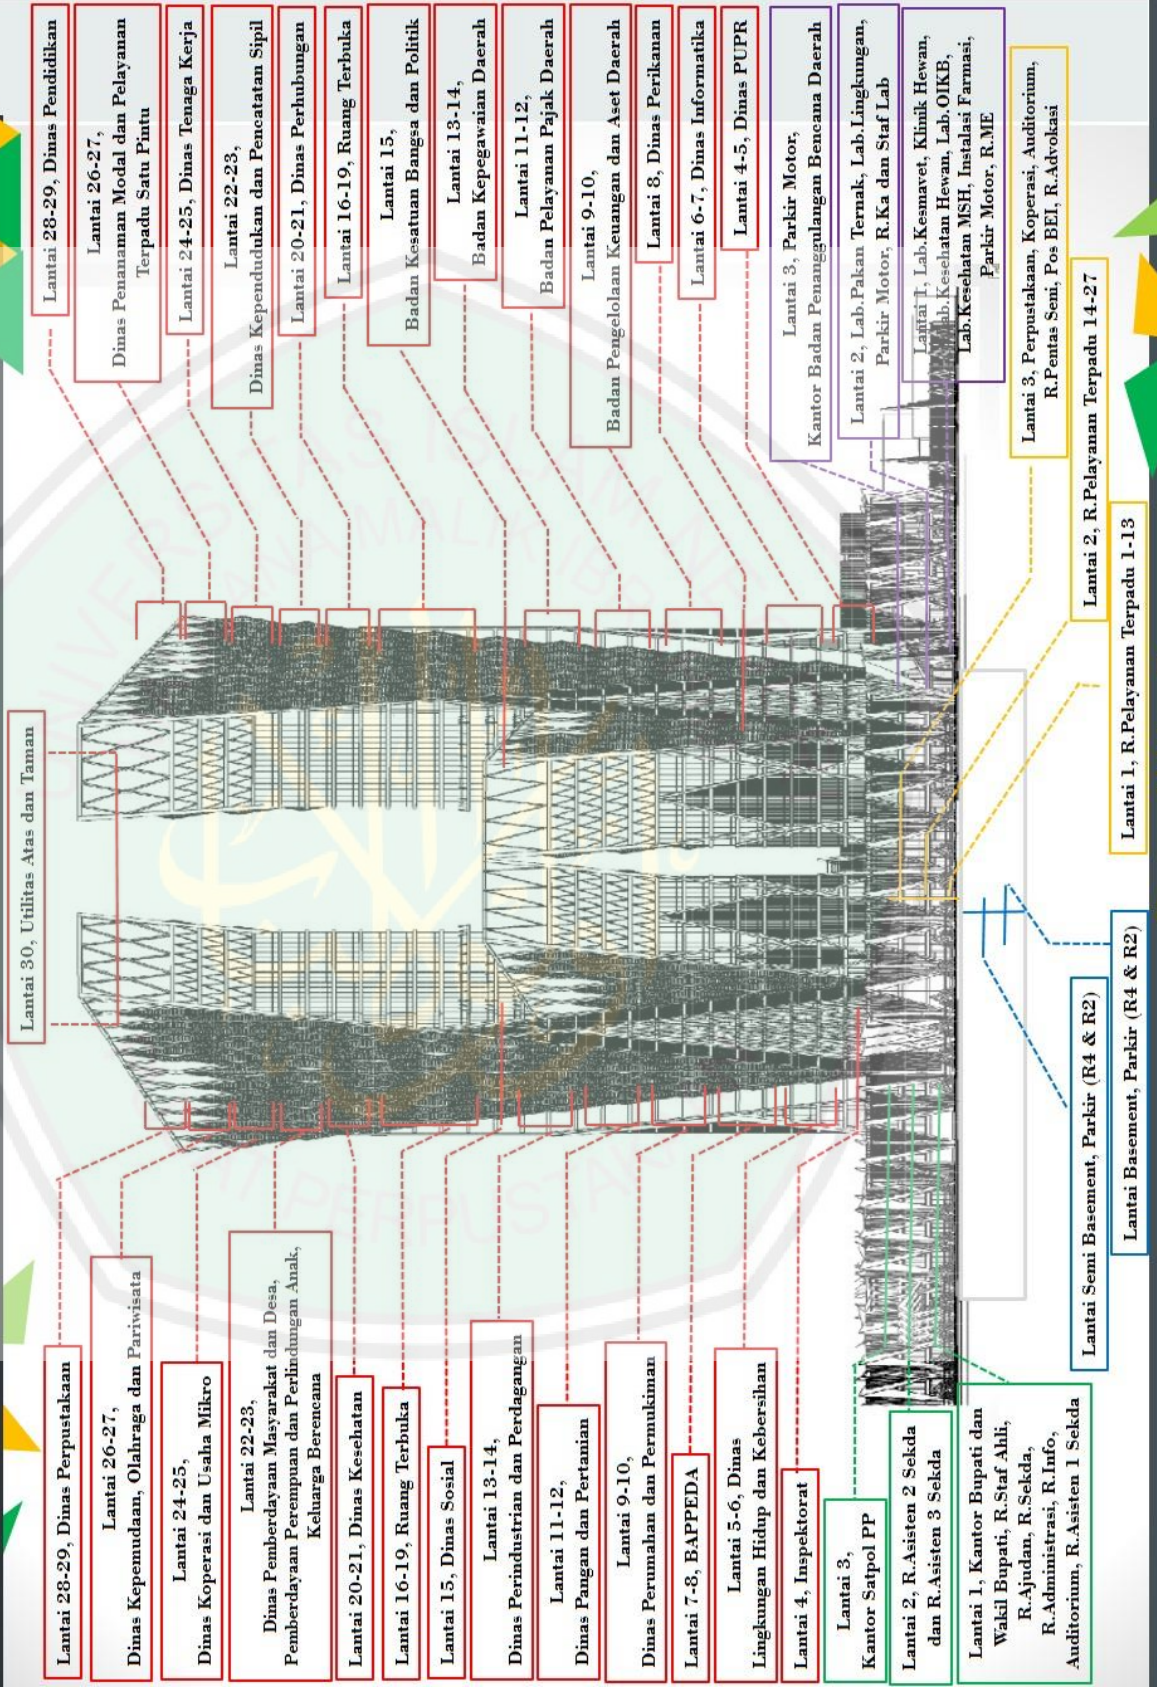 Lantai 30, Utilitas Atas dan Taman
Lantai 28-29, Dinas Perpustakaan
Lantai 26-27,
Dinas Kepemudaan, Olahraga dan Pariwisata
Lantai 24-25,
Dinas Koperasi dan Usaha Mikro
Lantai 22-23,
Dinas Pemberdayaan Masyarakat dan Desa,
Pemberdayaan Perempuan dan Perlindungan Anak,
Keluarga Berencana
Lantai 20-21, Dinas Kesehatan
Lantai 16-19, Ruang Terbuka
Lantai 15, Dinas Sosial
Lantai 13-14,
Dinas Perindustrian dan Perdagangan
Lantai 11-12,
Dinas Pangan dan Pertanian
Lantai 9-10,
Dinas Perumahan dan Permukiman
Lantai 7-8, BAPPEDA
Lantai 5-6, Dinas
Lingkungan Hidup dan Kebersihan
Lantai 4, Inspektorat
Lantai 3,
Kantor Satpol PP
Lantai 2, R.Asisten 2 Sekda
dan R.Asisten 3 Sekda
Lantai 1, Kantor Bupati dan
Wakil Bupati, R.Staf Ahli,
R.Ajudan, R.Sekda,
R.Administrasi, R.Info,
Auditorium, R.Asisten 1 Sekda
Lantai 28-29, Dinas Pendidikan
Lantai 26-27,
Dinas Penanaman Modal dan Pelayanan
Terpadu Satu Pintu
Lantai 24-25, Dinas Tenaga Kerja
Lantai 22-23,
Dinas Kependudukan dan Pencatatan Sipil
Lantai 20-21, Dinas Perhubungan
Lantai 16-19, Ruang Terbuka
Lantai 15,
Badan Kesatuan Bangsa dan Politik
Lantai 13-14,
Badan Kepegawaian Daerah
Lantai 11-12,
Badan Pelayanan Pajak Daerah
Lantai 9-10,
Badan Pengelolaan Keuangan dan Aset Daerah
Lantai 8, Dinas Perikanan
Lantai 6-7, Dinas Informatika
Lantai 4-5, Dinas PUPR
Lantai 3, Parkir Motor,
Kantor Badan Penanggulangan Bencana Daerah
Lantai 2, Lab.Pakan Ternak, Lab.Lingkungan,
Parkir Motor, R.Ka dan Staf Lab
Lantai 1, Lab.Kesmavet, Klinik Hewan,
Lab.Kesehatan Hewan, Lab.OIKB,
Lab.Kesehatan MSH, Instalasi Farmasi,
Parkir Motor, R.ME
Lantai 3, Perpustakaan, Koperasi, Auditorium,
R.Pentas Seni, Pos BEI, R.Advokasi
Lantai 2, R.Pelayanan Terpadu 14-27
Lantai 1, R.Pelayanan Terpadu 1-13
Lantai Semi Basement, Parkir (R4 & R2)
Lantai Basement, Parkir (R4 & R2)